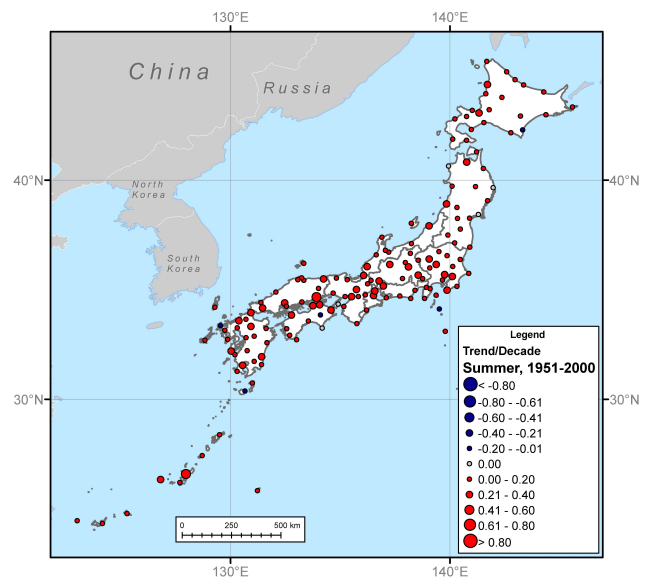 130°E 140°E
China
Russia
40°N 40°N
North
Korea
South
Korea
Legend
Trend/Decade
Summer, 1951-2000
< -0.80
-0.80 - -0.61
-0.60 - -0.41
-0.40 - -0.21
-0.20 - -0.01
0.00
0.00 - 0.20
0.21 - 0.40
0.41 - 0.60
0.61 - 0.80
> 0.80
30°N 30°N
0 250 500 km
130°E 140°E